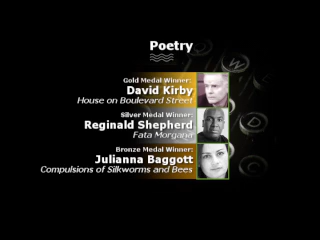 Poetry
Gold Medal Winner:
David Kirby
House on Boulevard Street
Silver Medal Winner:
Reginald Shepherd
Fata Morgana
Bronze Medal Winner:
Julianna Baggott
Compulsions of Silkworms and Bees